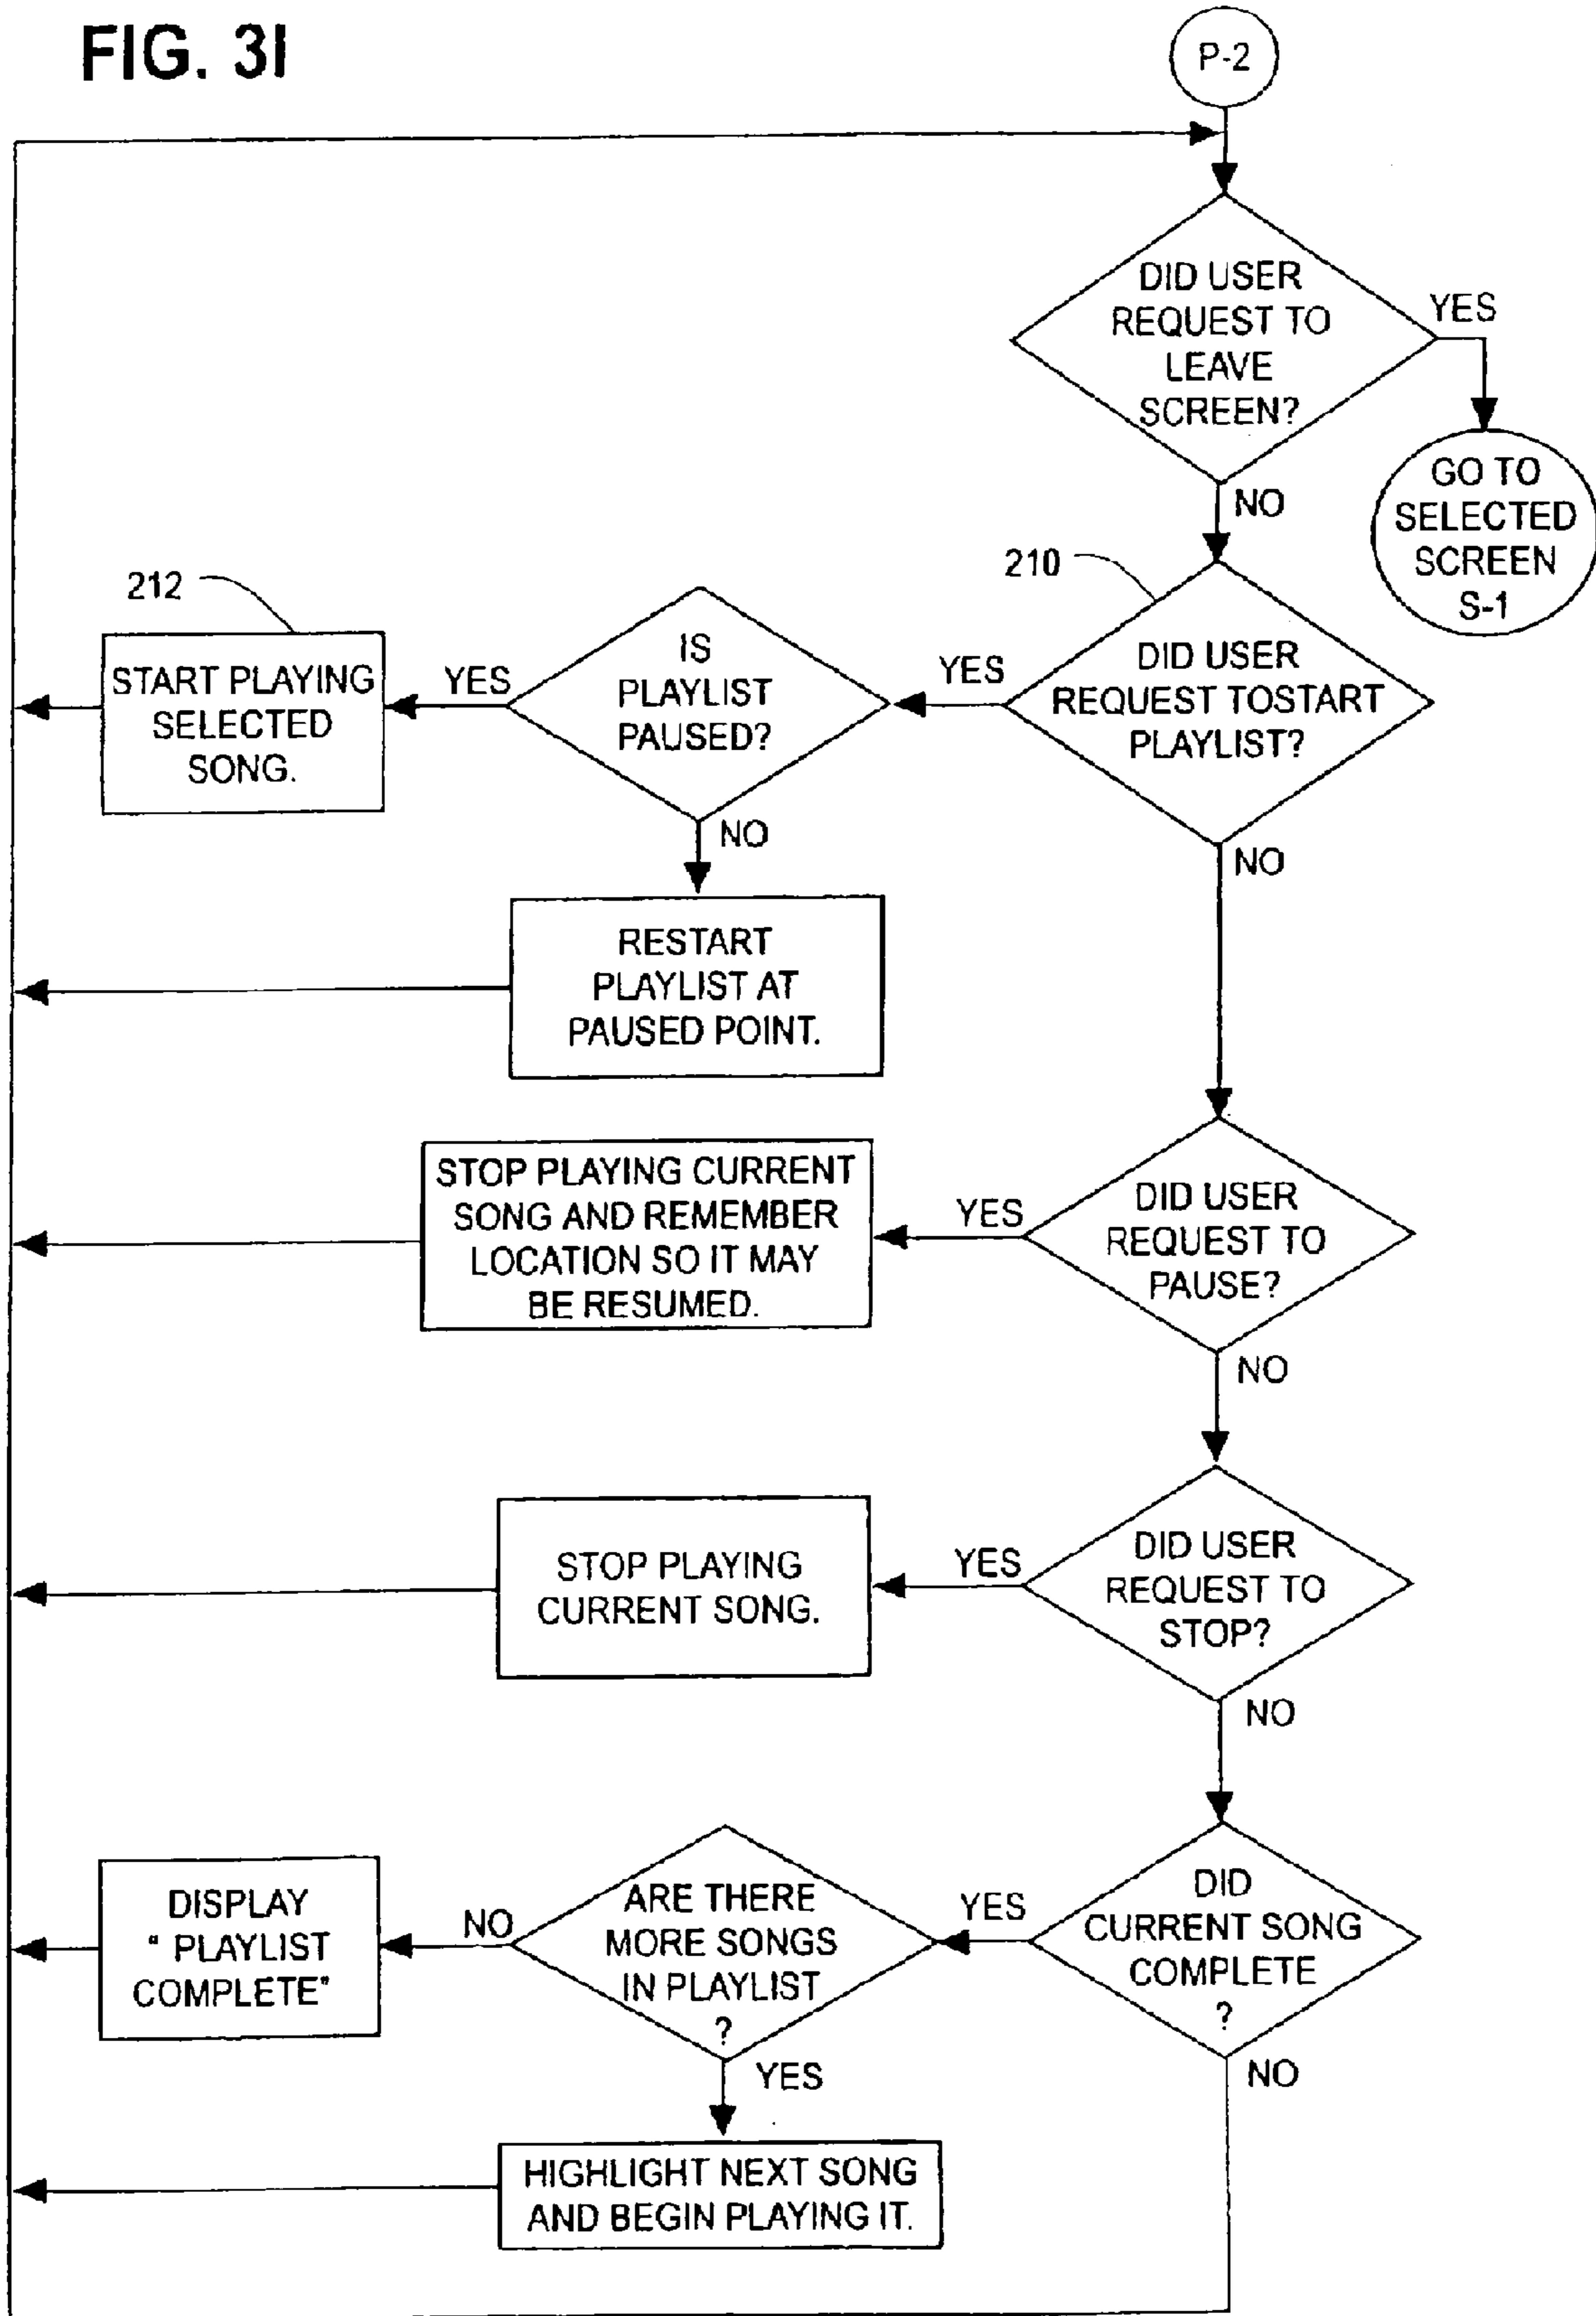 FIG. 3I
P-2
DID USER
REQUEST TO
LEAVE
SCREEN?
YES
GO TO
SELECTED
SCREEN
S-1
NO
210
DID USER
REQUEST TOSTART
PLAYLIST?
YES
IS
PLAYLIST
PAUSED?
YES
212
START PLAYING
SELECTED
SONG.
NO
RESTART
PLAYLIST AT
PAUSED POINT.
NO
DID USER
REQUEST TO
PAUSE?
YES
STOP PLAYING CURRENT
SONG AND REMEMBER
LOCATION SO IT MAY
BE RESUMED.
NO
DID USER
REQUEST TO
STOP?
YES
STOP PLAYING
CURRENT SONG.
NO
DID
CURRENT SONG
COMPLETE
?
YES
ARE THERE
MORE SONGS
IN PLAYLIST
?
NO
DISPLAY
" PLAYLIST
COMPLETE"
YES
HIGHLIGHT NEXT SONG
AND BEGIN PLAYING IT.
NO